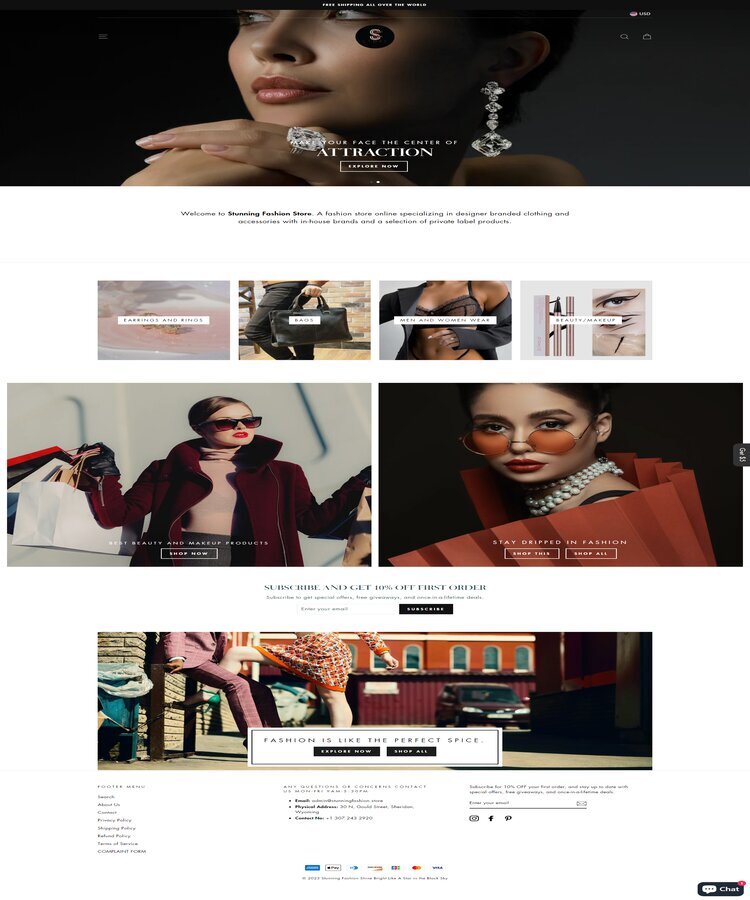 FREE SHIPPING ALL OVER THE WORLD
USD
S
MAKE YOUR FACE THE CENTER OF
ATTRACTION
EXPLORE NOW
Welcome to Stunning Fashion Store. A fashion store online specializing in designer branded clothing and
accessories with in-house brands and a selection of private label products.
EARRINGS AND RINGS
BAGS
MEN AND WOMEN WEAR
BEAUTY/MAKEUP
Get $5
BEST BEAUTY AND MAKEUP PRODUCTS
SHOP NOW
STAY DRIPPED IN FASHION
SHOP THIS
SHOP ALL
SUBSCRIBE AND GET 40% OFF FIRST ORDER
Subscribe to get special offers, free giveaways, and once-in-a-lifetime deals.
Enter your email
SUBSCRIBE
FASHION IS LIKE THE PERFECT SPICE.
EXPLORE NOW
SHOP ALL
FOOTER MENU
Search
About Us
Contact
Privacy Policy
Shipping Policy
Refund Policy
Terms of Service
COMPLAINT FORM
ANY QUESTIONS OR CONCERNS CONTACT
US MON-FRI 9AM-5:30PM
Email: admin@stunningfashion.store
Physical Address: 30 N, Gould Street, Sheridan,
Wyoming
Contact No: +1 307 243 2920
Subscribe for 10% OFF your first order, and stay up to date with
special offers, free giveaways, and once-in-a-lifetime deals.
Enter your email
© 2023 Stunning Fashion Store Bright Like A Star in the Black Sky
Chat